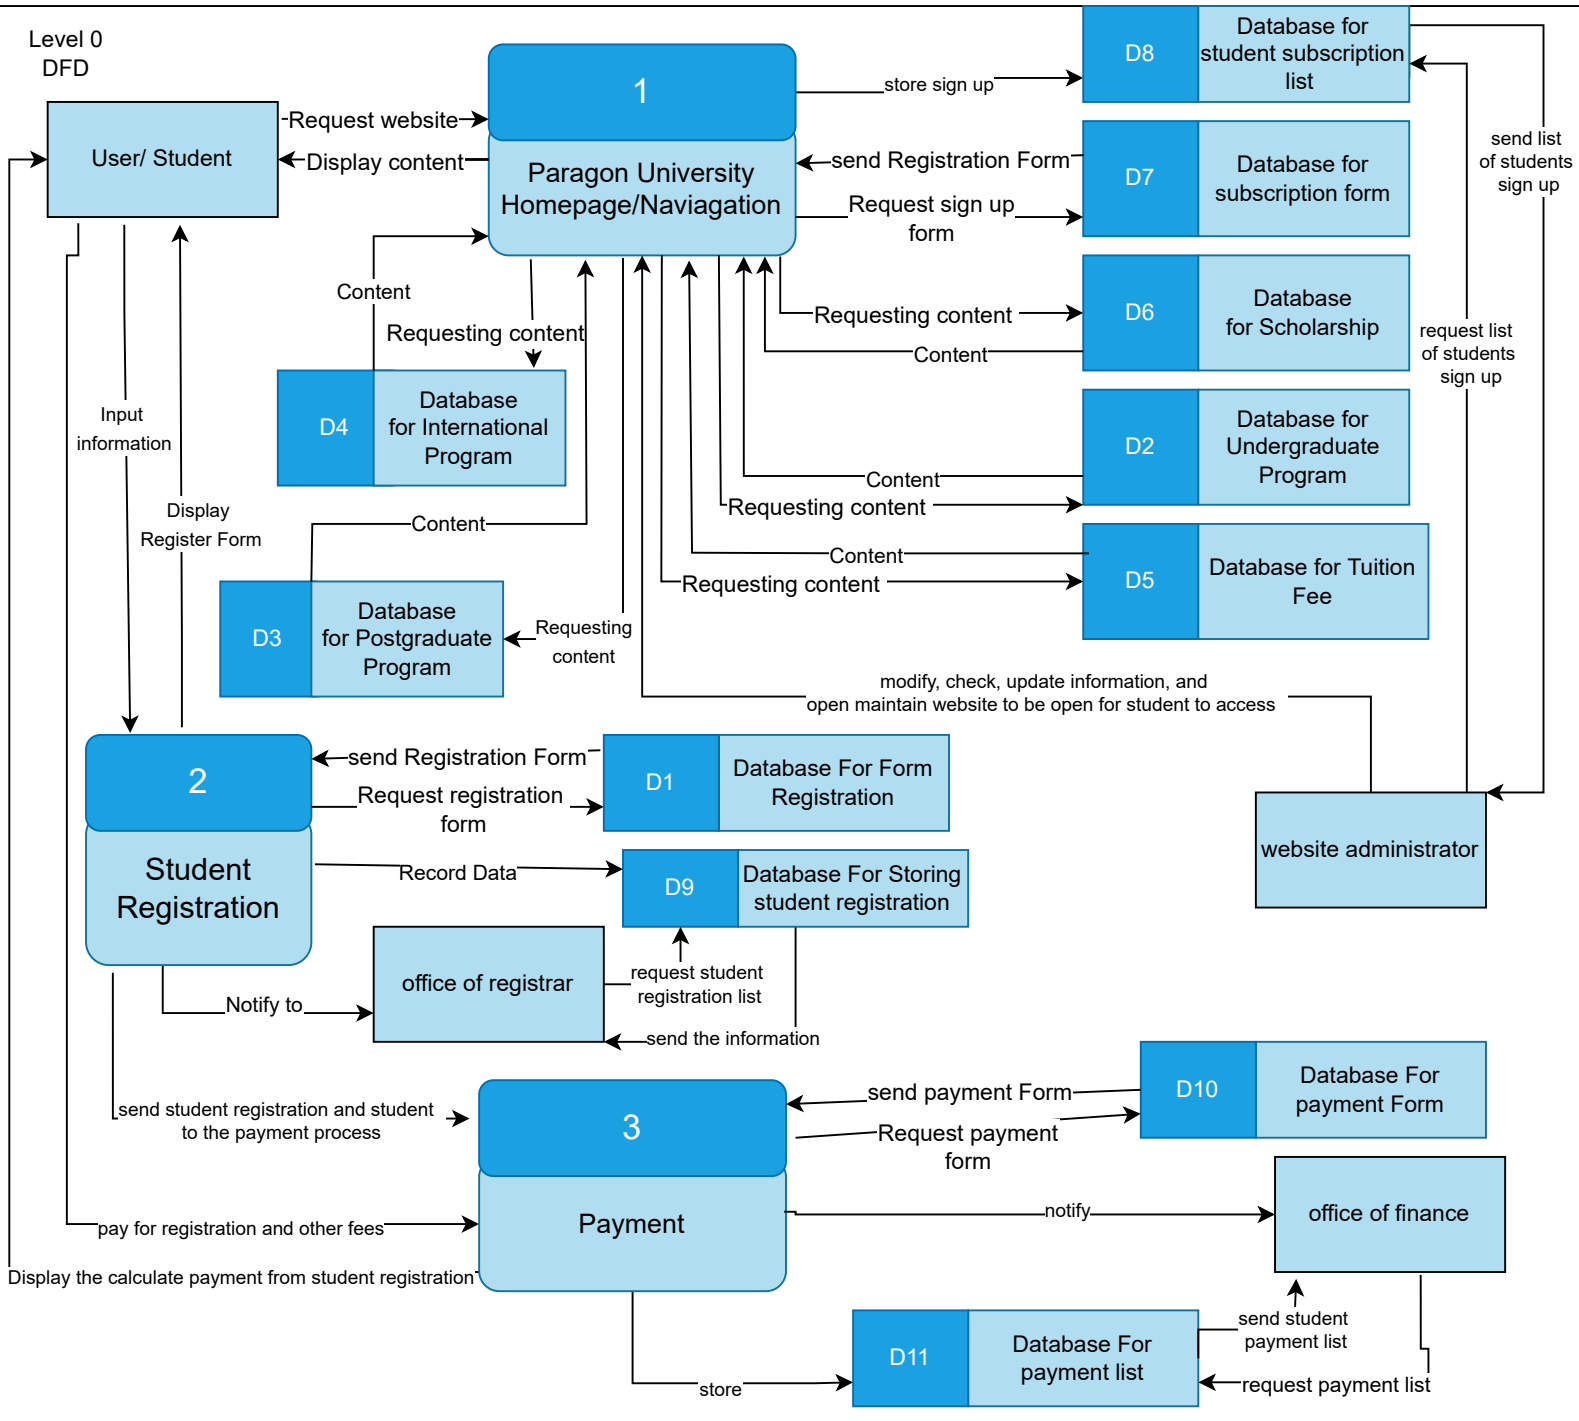 Level 0
DFD
User/ Student
Request website
Display content
1
Paragon University
Homepage/Naviagation
store sign up
D8
Database for
student subscription
list
send Registration Form
D7
Database for
subscription form
Request sign up
form
send list
of students
sign up
request list
of students
sign up
Content
Requesting content
D4
Database
for International
Program
Requesting content
Content
D6
Database
for Scholarship
Content
Requesting content
D2
Database for
Undergraduate
Program
Content
Requesting content
D5
Database for Tuition
Fee
Input
information
Display
Register Form
Content
D3
Database
for Postgraduate
Program
Requesting
content
modify, check, update information, and
open maintain website to be open for student to access
website administrator
2
Student
Registration
send Registration Form
Request registration
form
D1
Database For Form
Registration
Record Data
D9
Database For Storing
student registration
office of registrar
Notify to
request student
registration list
send the information
send student registration and student
to the payment process
3
Payment
send payment Form
Request payment
form
D10
Database For
payment Form
notify
office of finance
pay for registration and other fees
Display the calculate payment from student registration
store
D11
Database For
payment list
send student
payment list
request payment list